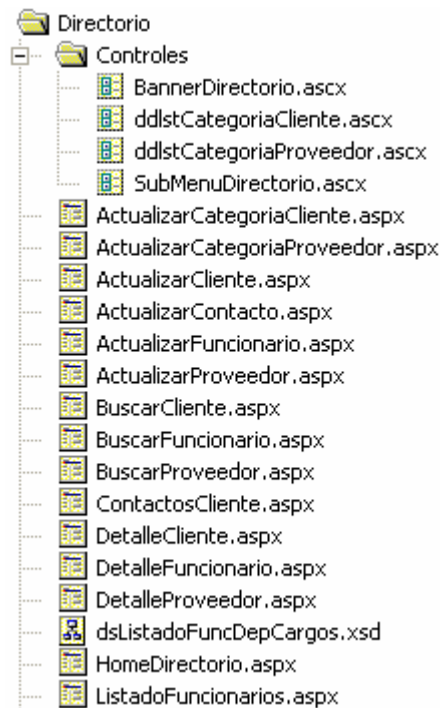 Directorio
Controles
BannerDirectorio.ascx
ddlstCategoriaCliente.ascx
ddlstCategoriaProveedor.ascx
SubMenuDirectorio.ascx
ActualizarCategoriaCliente.aspx
ActualizarCategoriaProveedor.aspx
ActualizarCliente.aspx
ActualizarContacto.aspx
ActualizarFuncionario.aspx
ActualizarProveedor.aspx
BuscarCliente.aspx
BuscarFuncionario.aspx
BuscarProveedor.aspx
ContactosCliente.aspx
DetalleCliente.aspx
DetalleFuncionario.aspx
DetalleProveedor.aspx
dsListadoFuncDepCargos.xsd
HomeDirectorio.aspx
ListadoFuncionarios.aspx